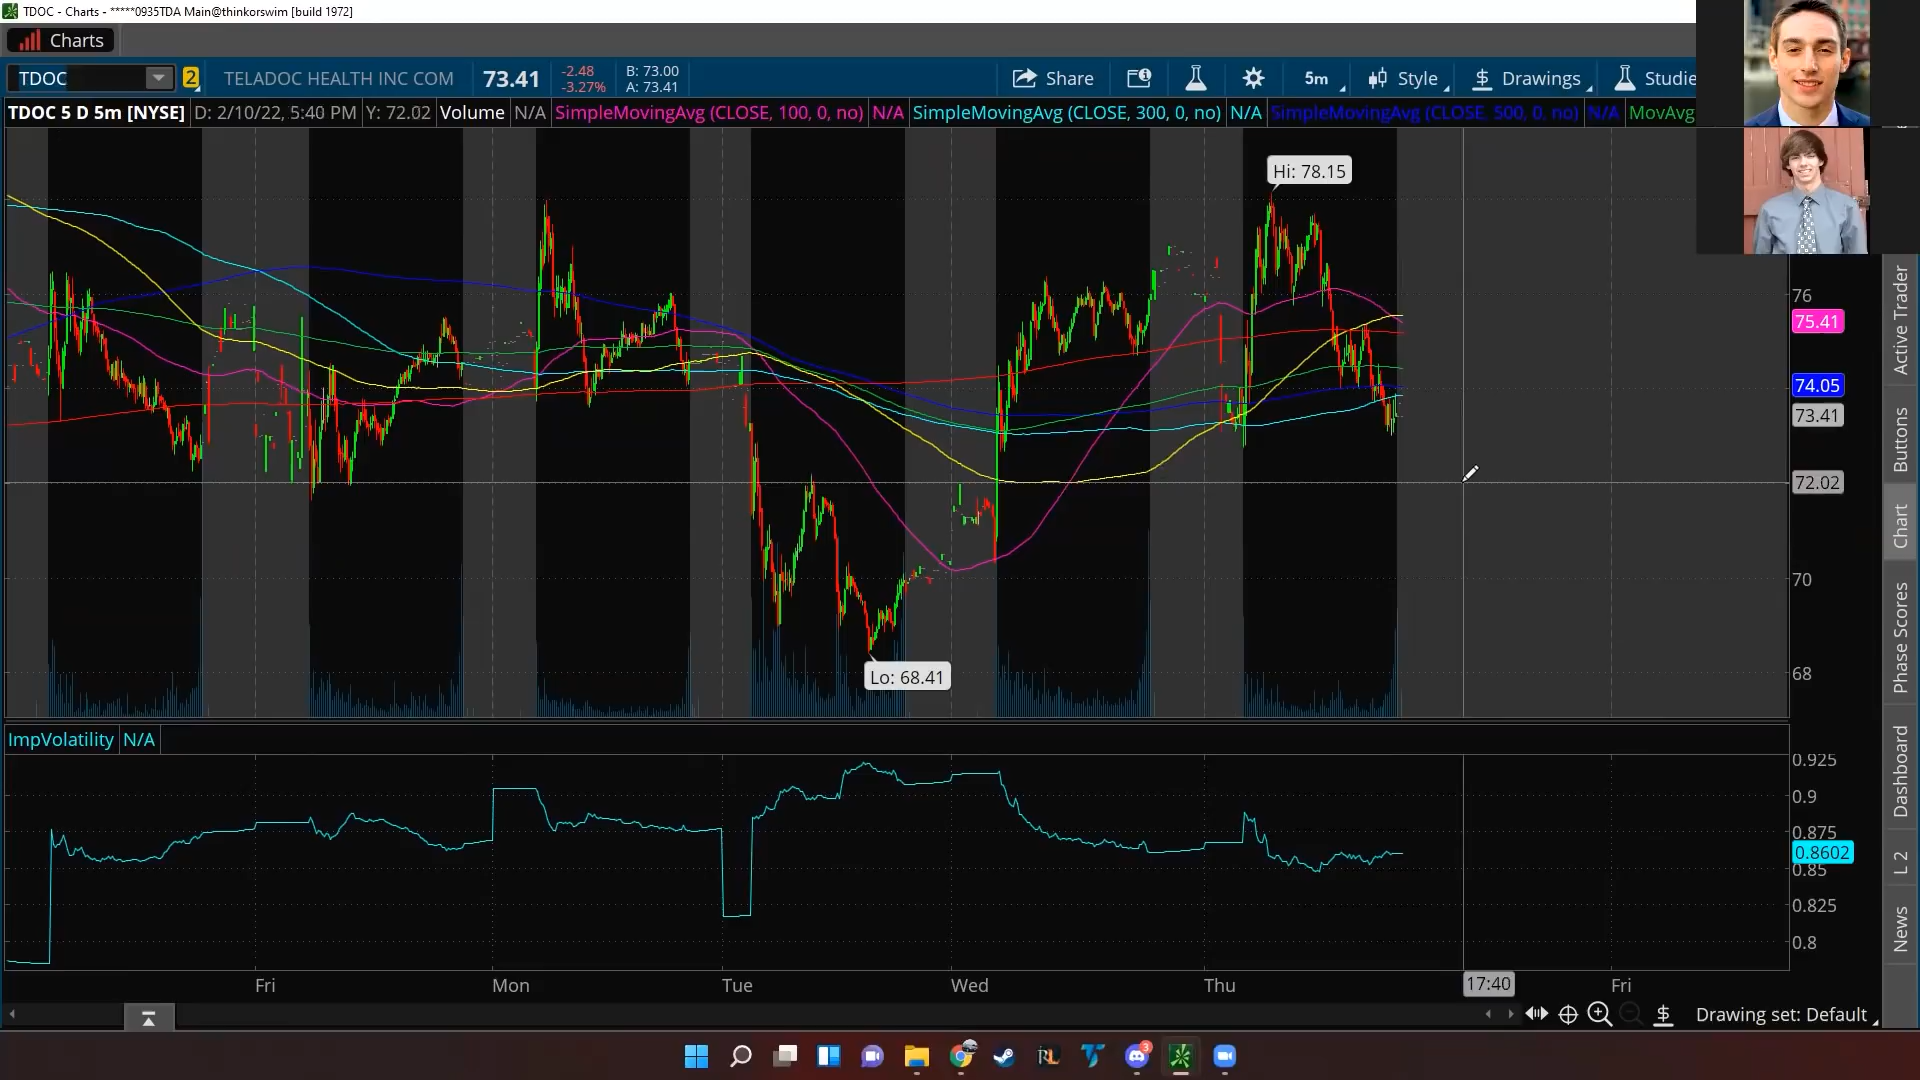 TDOC - Charts - *****0935TDA Main@thinkorswim [build 1972]
Charts
TDOC 2 TELADOC HEALTH INC COM 73.41 -2.48 -3.27% B: 73.00 A: 73.41 Share 5m Style $ Drawings Studie
TDOC 5 D 5m [NYSE] D: 2/10/22, 5:40 PM Y: 72.02 Volume N/A SimpleMovingAvg (CLOSE, 100, 0, no) N/A SimpleMovingAvg (CLOSE, 300, 0, no) N/A SimpleMovingAvg (CLOSE, 500, 0, no) N/A MovAvg
Hi: 78.15
76
75.41
74.05
73.41
72.02
70
Lo: 68.41
68
ImpVolatility N/A
0.925
0.9
0.875
0.8602
0.85
0.825
0.8
Fri Mon Tue Wed Thu 17:40 Fri
$ Drawing set: Default
Active Trader
Buttons
Chart
Phase Scores
Dashboard
L 2
News
RL
3